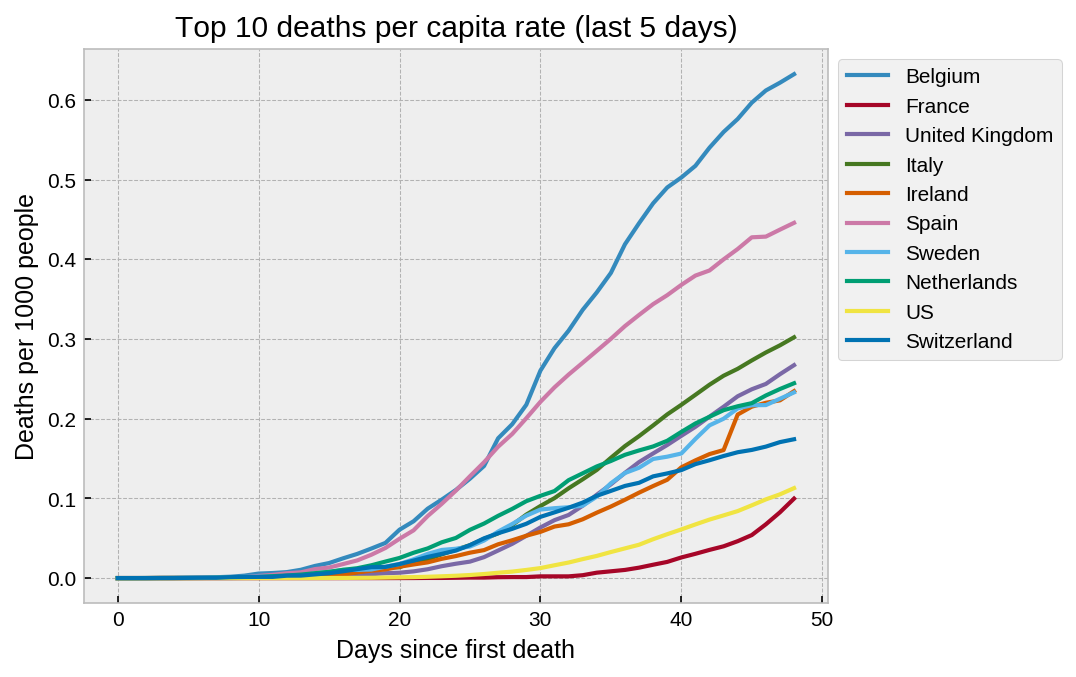 Top 10 deaths per capita rate (last 5 days)
Deaths per 1000 people
0.6
0.5
0.4
0.3
0.2
0.1
0.0
0 10 20 30 40 50
Days since first death
Belgium
France
United Kingdom
Italy
Ireland
Spain
Sweden
Netherlands
US
Switzerland